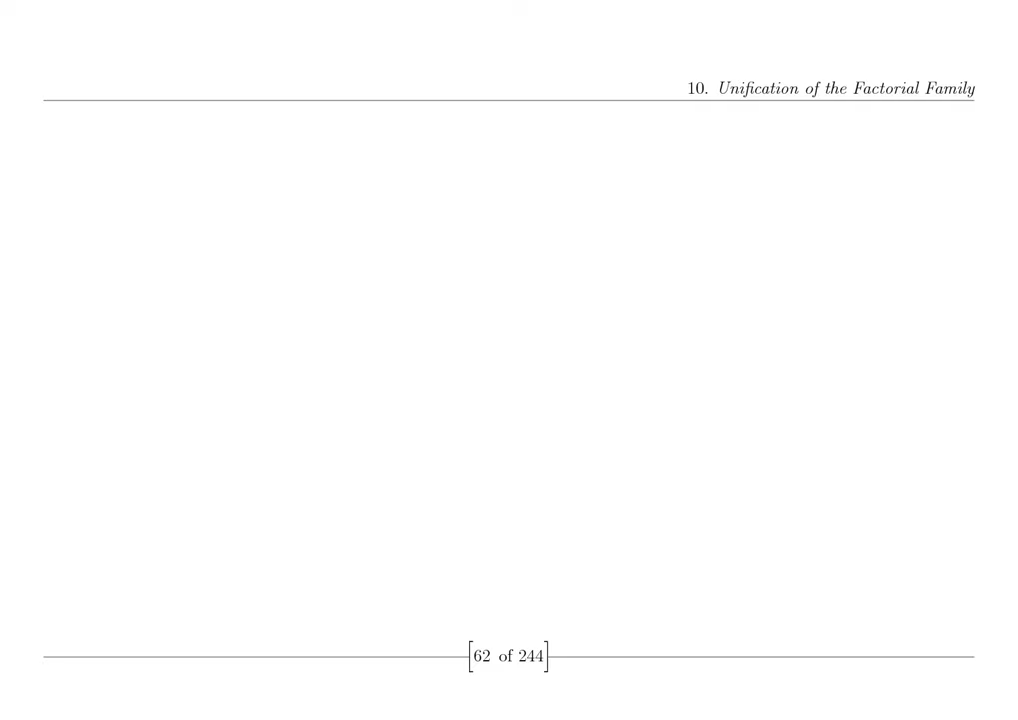 10. Unification of the Factorial Family
[62 of 244]